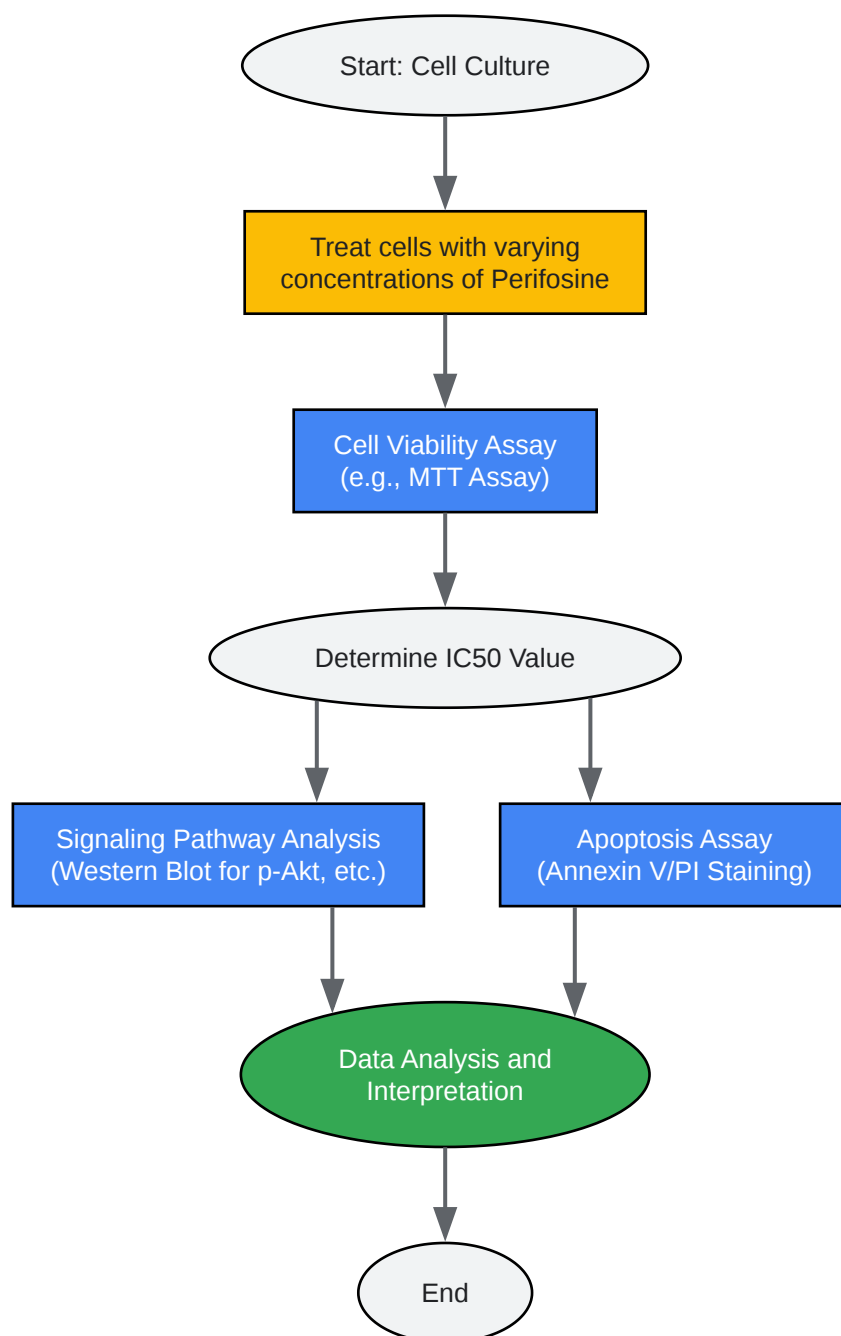 Start: Cell Culture
Treat cells with varying
concentrations of Perifosine
Cell Viability Assay
(e.g., MTT Assay)
Determine IC50 Value
Signaling Pathway Analysis
(Western Blot for p-Akt, etc.)
Apoptosis Assay
(Annexin V/PI Staining)
Data Analysis and
Interpretation
End